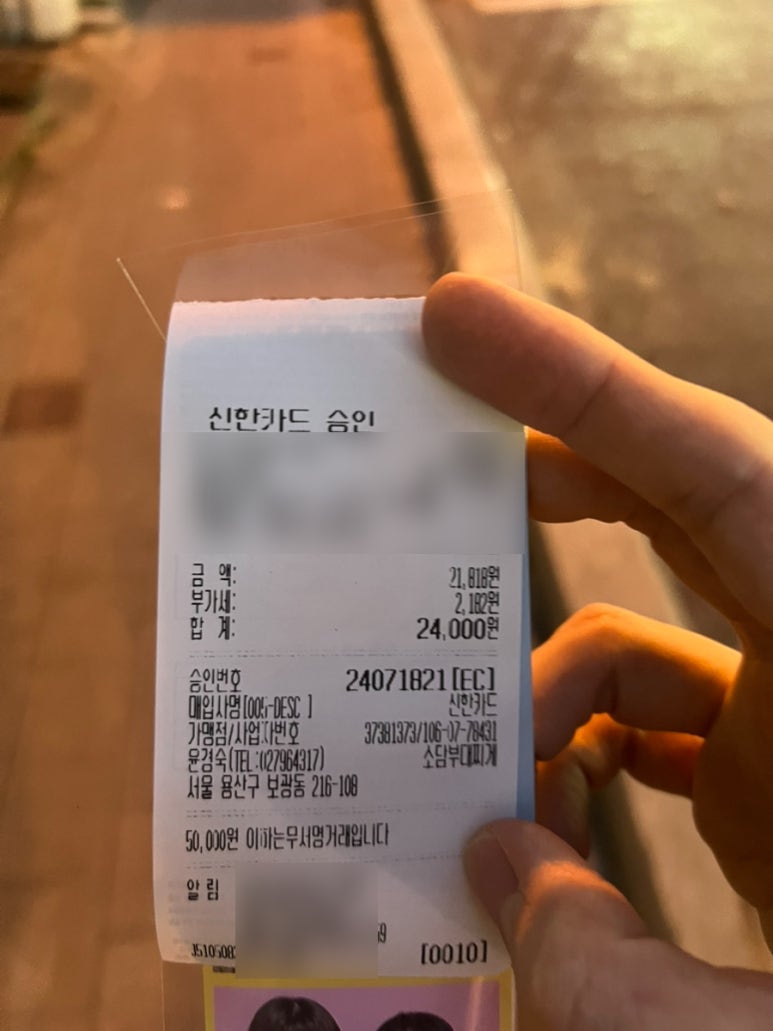 신한카드 승인
금 액: 21,818원
부가세: 2,182원
합 계: 24,000원
승인번호 24071821[EC]
매입사명[005-DESC ] 신한카드
가맹점/사업자번호 37381373/106-07-78431
윤경숙(TEL:027964317) 소담부대찌개
서울 용산구 보광동 216-108
50,000원 이하는무서명거래입니다
알 림
[0010]